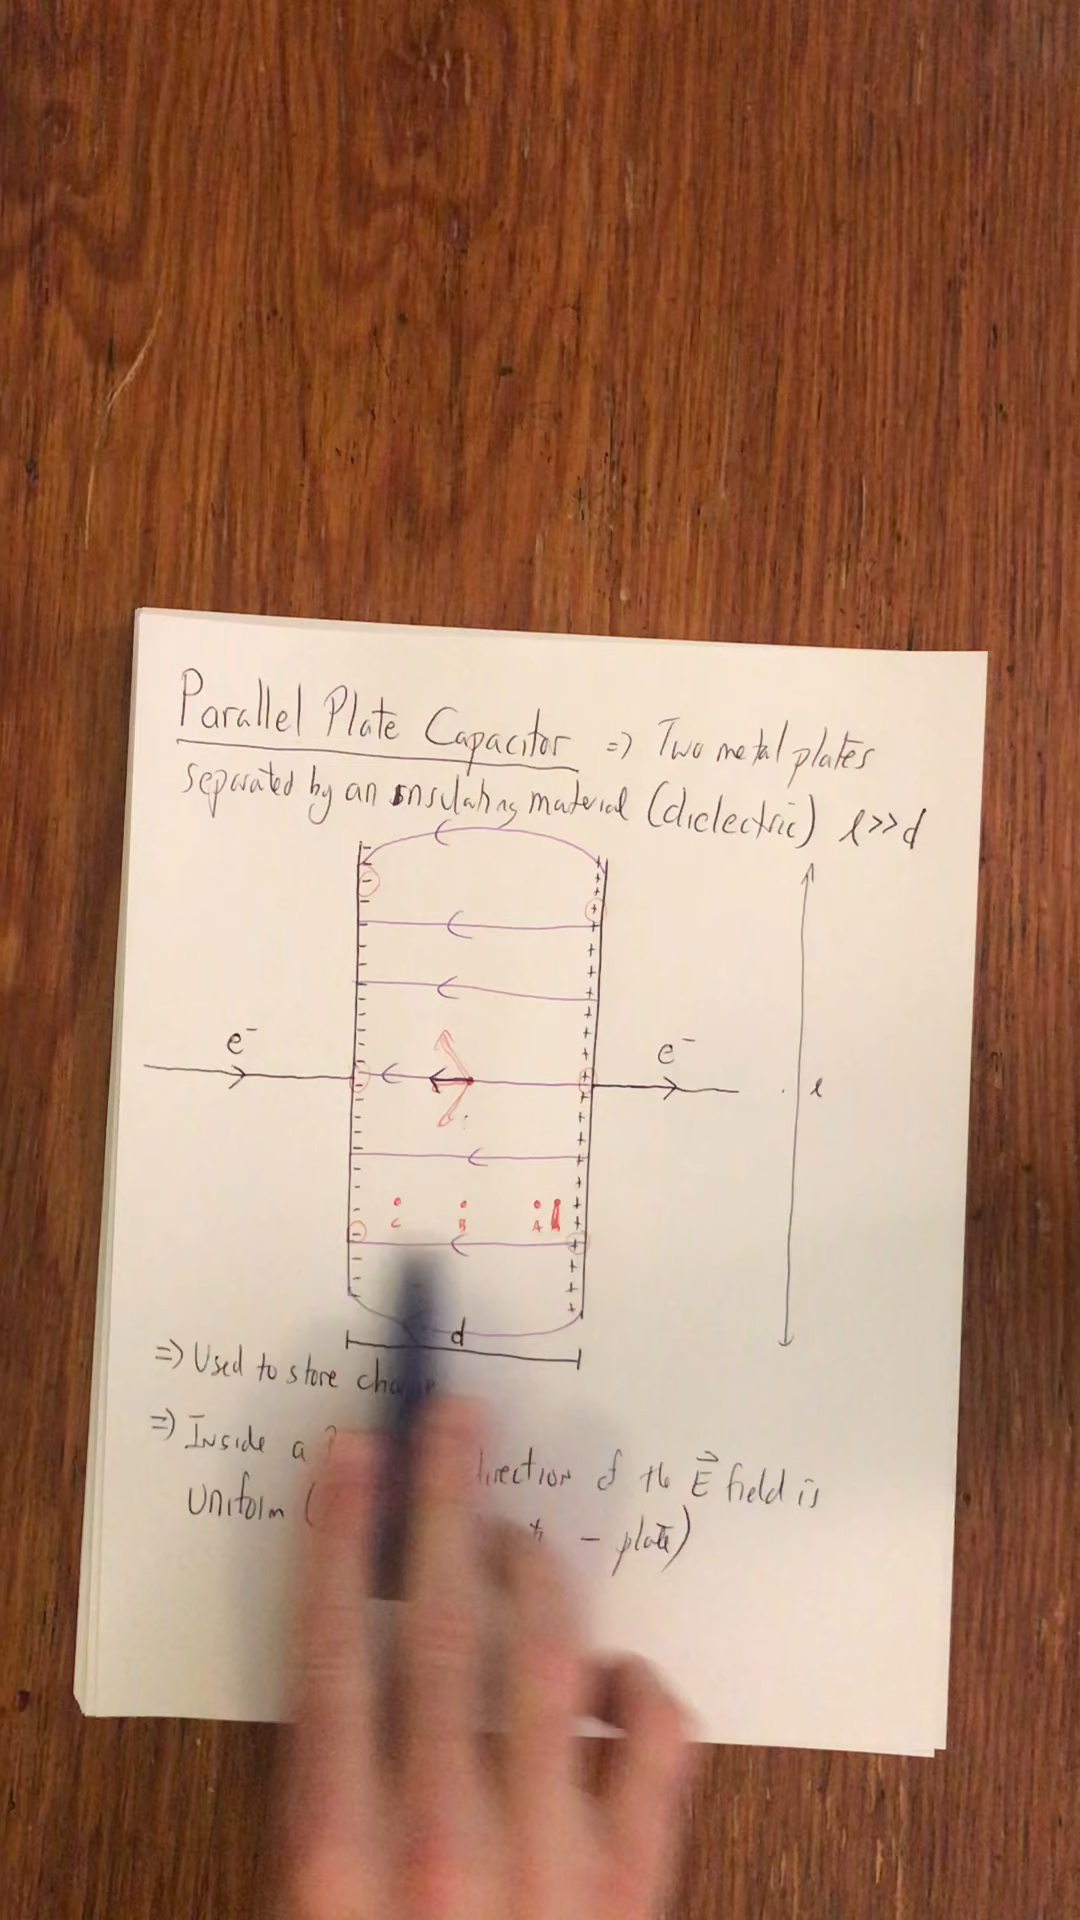 Parallel Plate Capacitor => Two metal plates
separated by an insulating material (dielectric) l>>d
e⁻
e⁻
l
C B A
d
=> Used to store
=> Inside a direction of the E⃗ field is
uniform ( - plate)